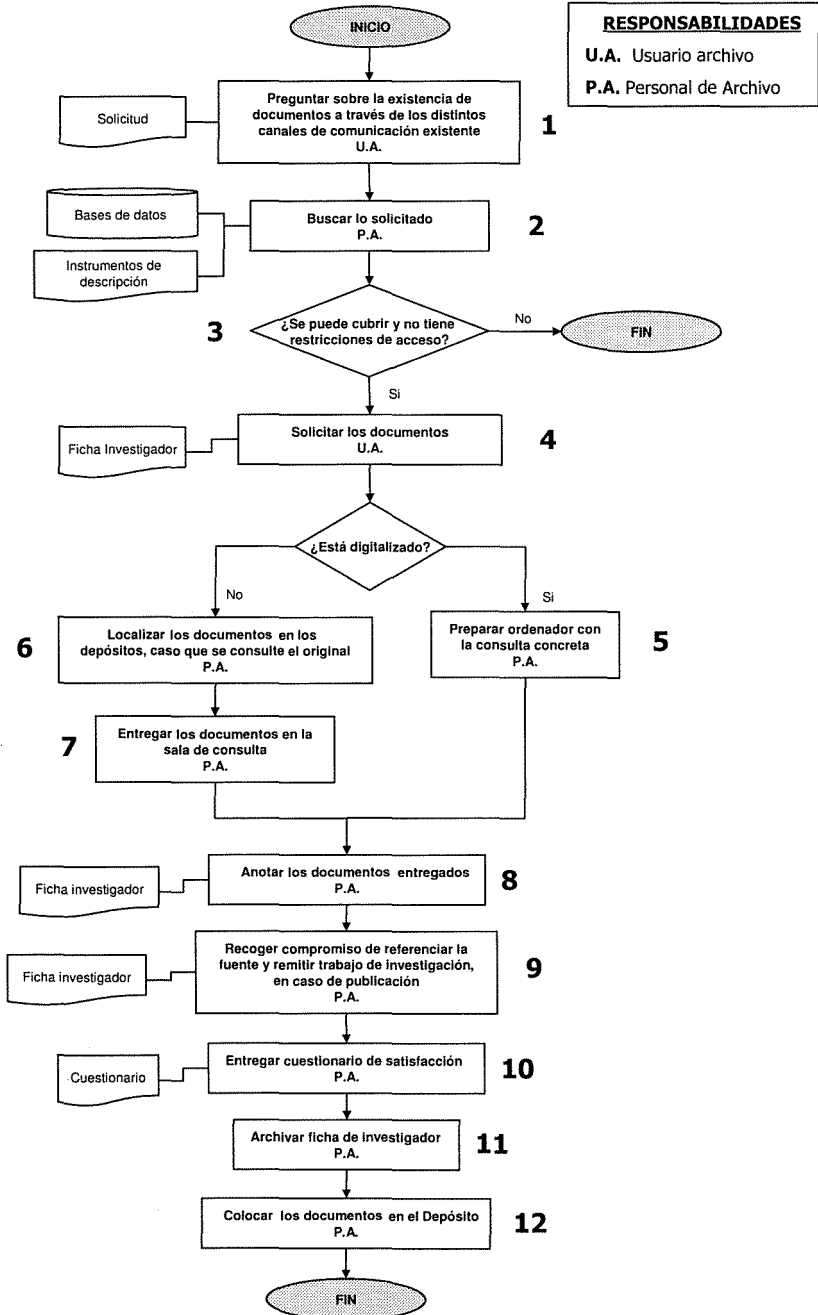 INICIO
RESPONSABILIDADES
U.A. Usuario archivo
P.A. Personal de Archivo
Solicitud
Preguntar sobre la existencia de
documentos a través de los distintos
canales de comunicación existente
U.A.
1
Bases de datos
Instrumentos de
descripción
Buscar lo solicitado
P.A.
2
3
¿Se puede cubrir y no tiene
restricciones de acceso?
No
FIN
Si
Ficha Investigador
Solicitar los documentos
U.A.
4
¿Está digitalizado?
No
Si
6
Localizar los documentos en los
depósitos, caso que se consulte el original
P.A.
Preparar ordenador con
la consulta concreta
P.A.
5
7
Entregar los documentos en la
sala de consulta
P.A.
Ficha investigador
Anotar los documentos entregados
P.A.
8
Ficha investigador
Recoger compromiso de referenciar la
fuente y remitir trabajo de investigación,
en caso de publicación
P.A.
9
Cuestionario
Entregar cuestionario de satisfacción
P.A.
10
Archivar ficha de investigador
P.A.
11
Colocar los documentos en el Depósito
P.A.
12
FIN